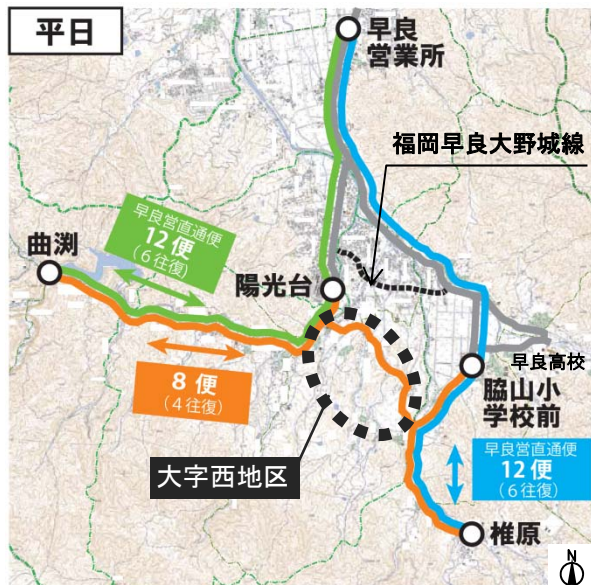 平日
早良
営業所
福岡早良大野城線
早良営直通便
12便
(6往復)
曲渕
陽光台
8便
(4往復)
早良高校
脇山小
学校前
大字西地区
早良営直通便
12便
(6往復)
椎原
N